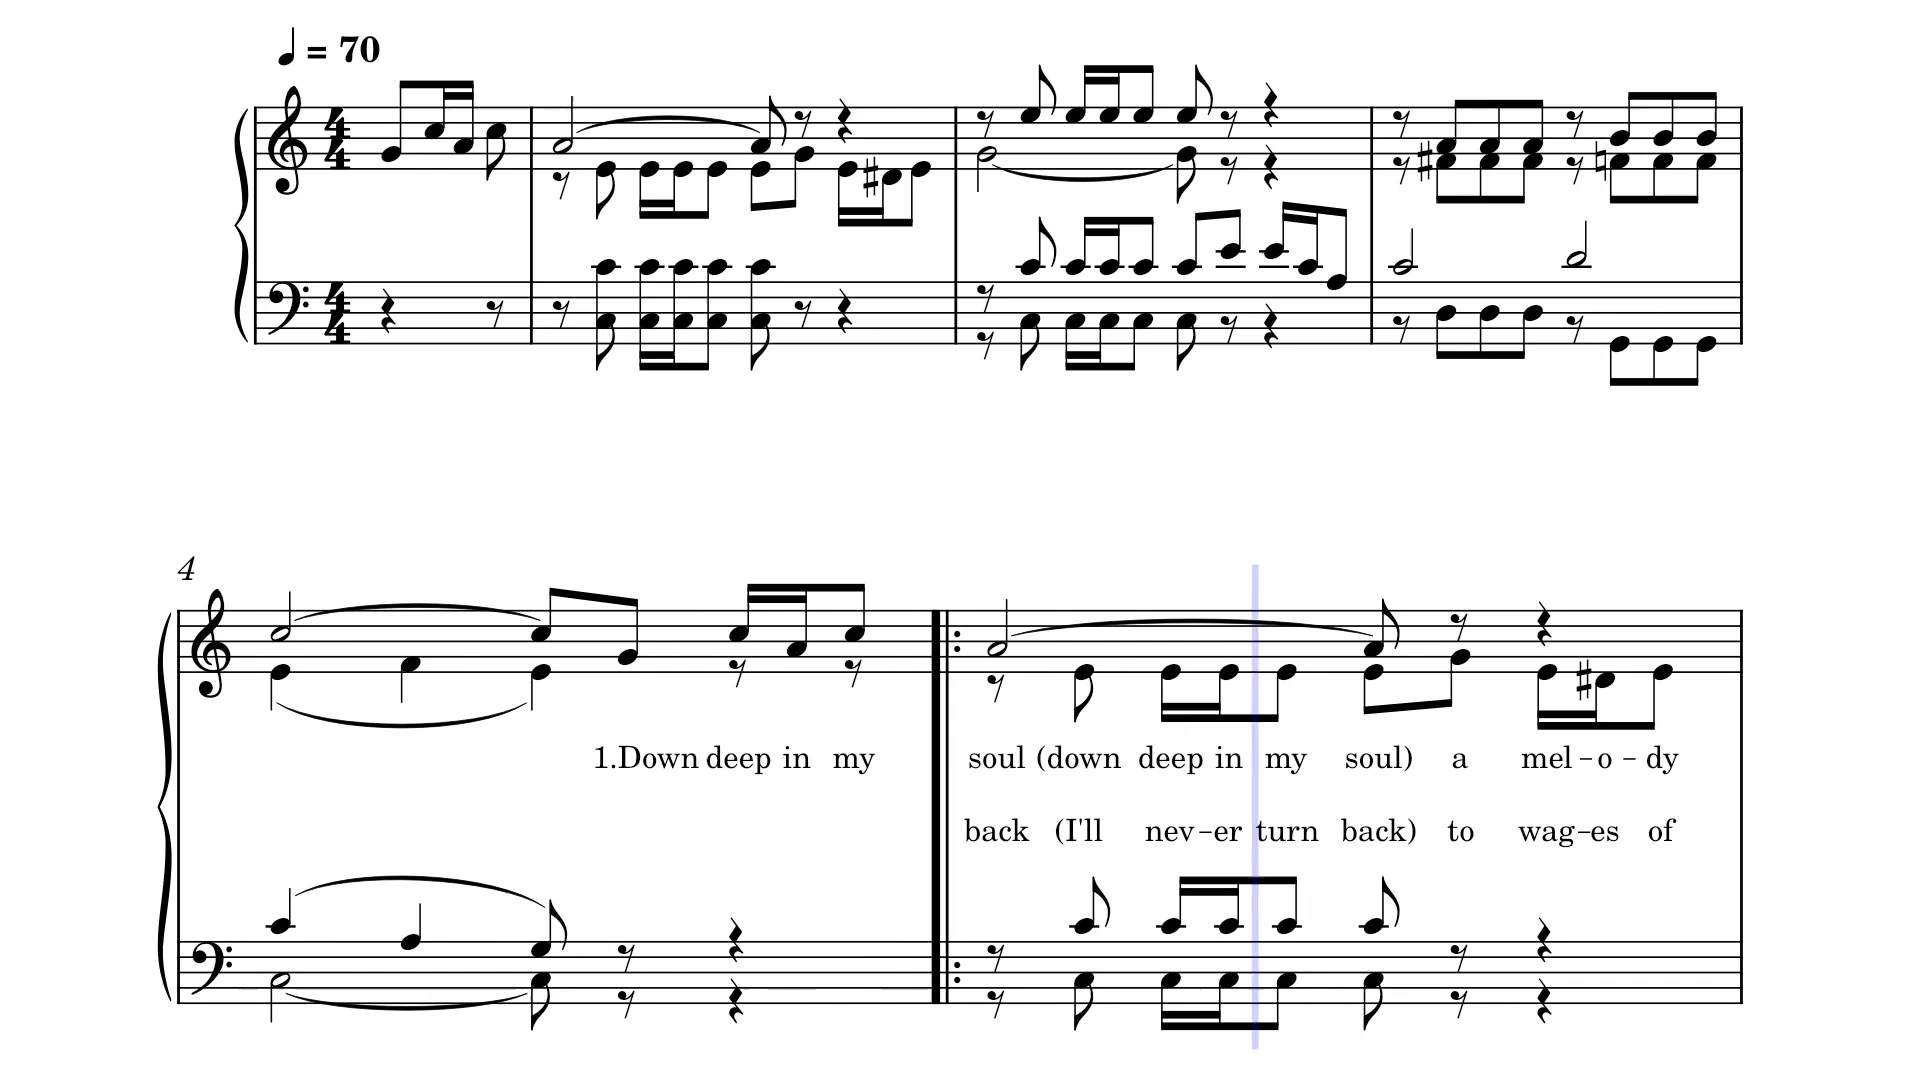 ♩ = 70
4
1.Down deep in my soul (down deep in my soul) a mel-o-dy
back (I'll nev-er turn back) to wag-es of